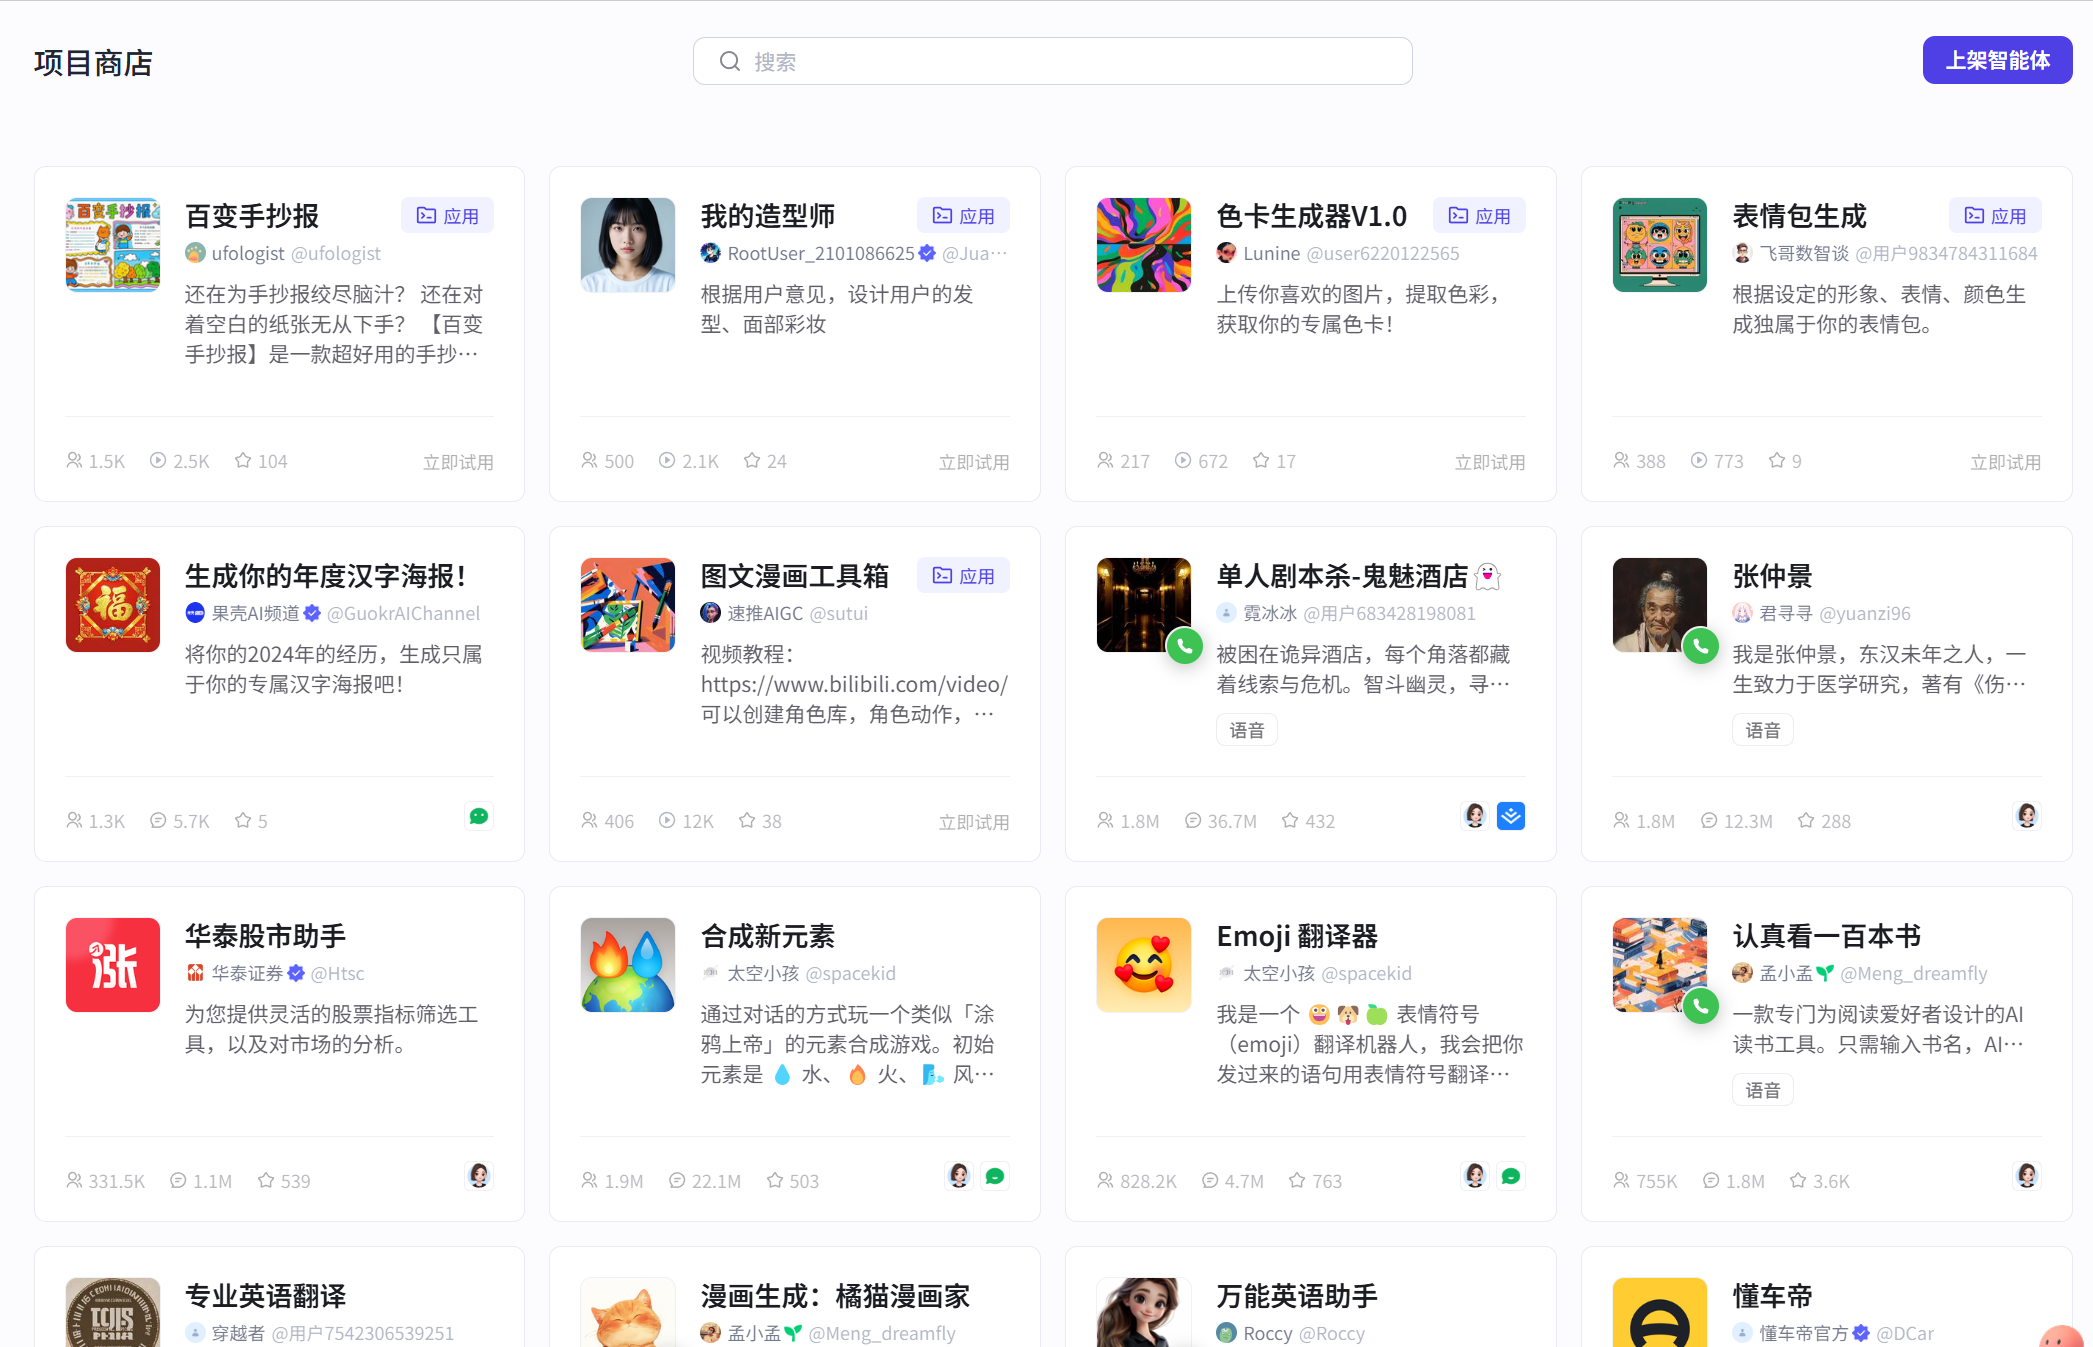 项目商店
搜索
上架智能体
百变手抄报
应用
ufologist @ufologist
还在为手抄报绞尽脑汁？ 还在对
着空白的纸张无从下手？ 【百变
手抄报】是一款超好用的手抄…
1.5K 2.5K 104 立即试用
我的造型师
应用
RootUser_2101086625 @Jua…
根据用户意见，设计用户的发
型、面部彩妆
500 2.1K 24 立即试用
色卡生成器V1.0
应用
Lunine @user6220122565
上传你喜欢的图片，提取色彩，
获取你的专属色卡！
217 672 17 立即试用
表情包生成
应用
飞哥数智谈 @用户9834784311684
根据设定的形象、表情、颜色生
成独属于你的表情包。
388 773 9 立即试用
福
生成你的年度汉字海报！
果壳AI频道 @GuokrAIChannel
将你的2024年的经历，生成只属
于你的专属汉字海报吧！
1.3K 5.7K 5
图文漫画工具箱
应用
速推AIGC @sutui
视频教程：
https://www.bilibili.com/video/
可以创建角色库，角色动作，…
406 12K 38 立即试用
单人剧本杀-鬼魅酒店👻
霓冰冰 @用户683428198081
被困在诡异酒店，每个角落都藏
着线索与危机。智斗幽灵，寻…
语音
1.8M 36.7M 432
张仲景
君寻寻 @yuanzi96
我是张仲景，东汉未年之人，一
生致力于医学研究，著有《伤…
语音
1.8M 12.3M 288
涨
华泰股市助手
华泰证券 @Htsc
为您提供灵活的股票指标筛选工
具，以及对市场的分析。
331.5K 1.1M 539
合成新元素
太空小孩 @spacekid
通过对话的方式玩一个类似「涂
鸦上帝」的元素合成游戏。初始
元素是 💧 水、🔥 火、🌬️ 风…
1.9M 22.1M 503
Emoji 翻译器
太空小孩 @spacekid
我是一个 😀🐶🍏 表情符号
（emoji）翻译机器人，我会把你
发过来的语句用表情符号翻译…
828.2K 4.7M 763
认真看一百本书
孟小孟🌱 @Meng_dreamfly
一款专门为阅读爱好者设计的AI
读书工具。只需输入书名，AI…
语音
755K 1.8M 3.6K
专业英语翻译
穿越者 @用户7542306539251
漫画生成：橘猫漫画家
孟小孟🌱 @Meng_dreamfly
万能英语助手
Roccy @Roccy
懂车帝
懂车帝官方 @DCar